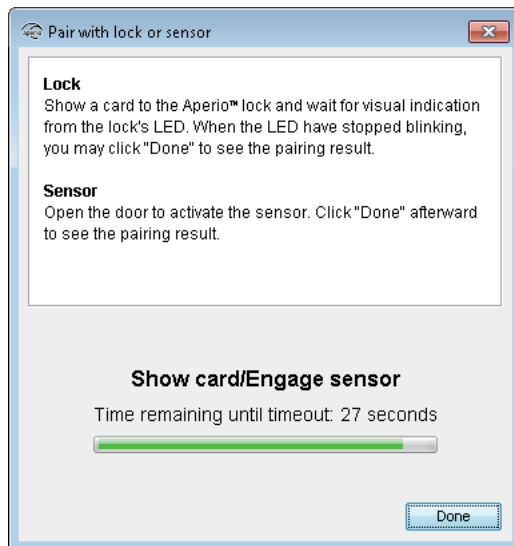 Pair with lock or sensor
Lock
Show a card to the Aperio™ lock and wait for visual indication
from the lock's LED. When the LED have stopped blinking,
you may click "Done" to see the pairing result.
Sensor
Open the door to activate the sensor. Click "Done" afterward
to see the pairing result.
Show card/Engage sensor
Time remaining until timeout: 27 seconds
Done